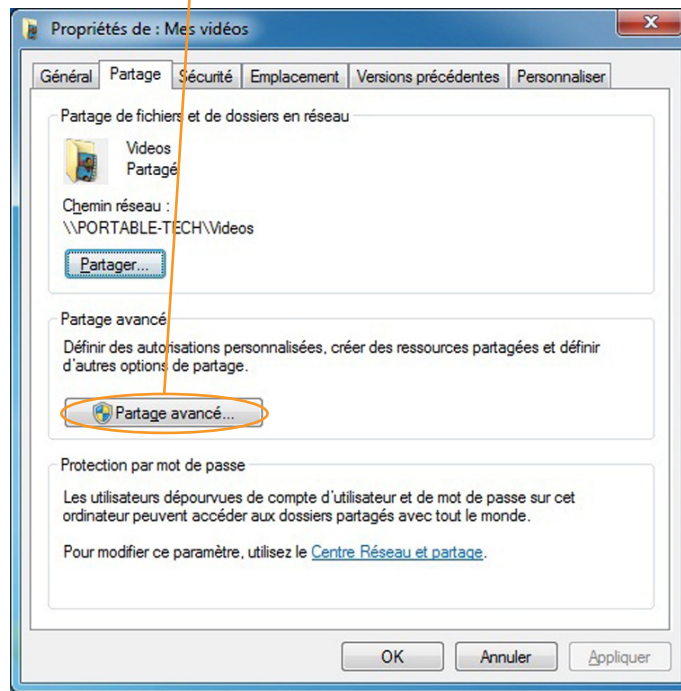 Propriétés de : Mes vidéos
Général Partage Sécurité Emplacement Versions précédentes Personnaliser
Partage de fichiers et de dossiers en réseau
Videos
Partagé
Chemin réseau :
\\PORTABLE-TECH\Videos
Partager...
Partage avancé
Définir des autorisations personnalisées, créer des ressources partagées et définir
d'autres options de partage.
Partage avancé...
Protection par mot de passe
Les utilisateurs dépourvues de compte d'utilisateur et de mot de passe sur cet
ordinateur peuvent accéder aux dossiers partagés avec tout le monde.
Pour modifier ce paramètre, utilisez le Centre Réseau et partage.
OK Annuler Appliquer